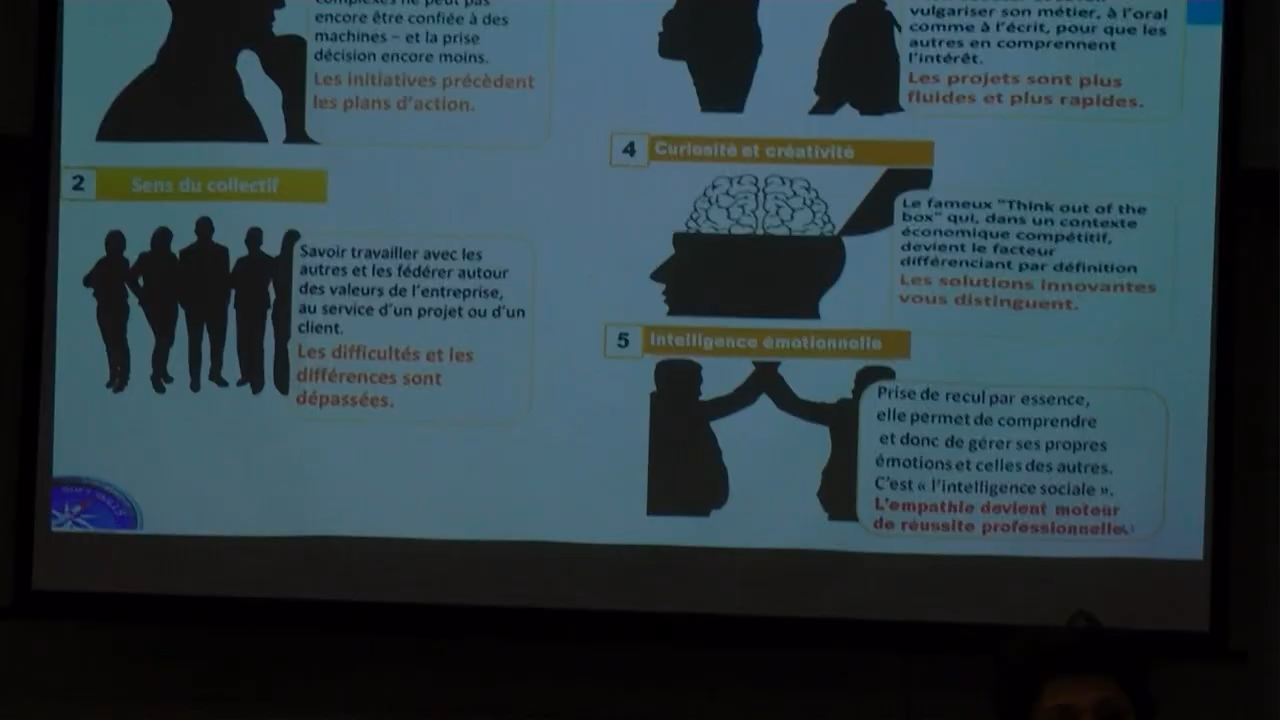 encore être confiée à des
machines – et la prise
décision encore moins.
Les initiatives précèdent
les plans d'action.
2 Sens du collectif
Savoir travailler avec les
autres et les fédérer autour
des valeurs de l'entreprise,
au service d'un projet ou d'un
client.
Les difficultés et les
différences sont
dépassées.
vulgariser son métier, à l'oral
comme à l'écrit, pour que les
autres en comprennent
l'intérêt.
Les projets sont plus
fluides et plus rapides.
4 Curiosité et créativité
Le fameux "Think out of the
box" qui, dans un contexte
économique compétitif,
devient le facteur
différenciant par définition
Les solutions innovantes
vous distinguent.
5 Intelligence émotionnelle
Prise de recul par essence,
elle permet de comprendre
et donc de gérer ses propres
émotions et celles des autres.
C'est « l'intelligence sociale ».
L'empathie devient moteur
de réussite professionnelle.